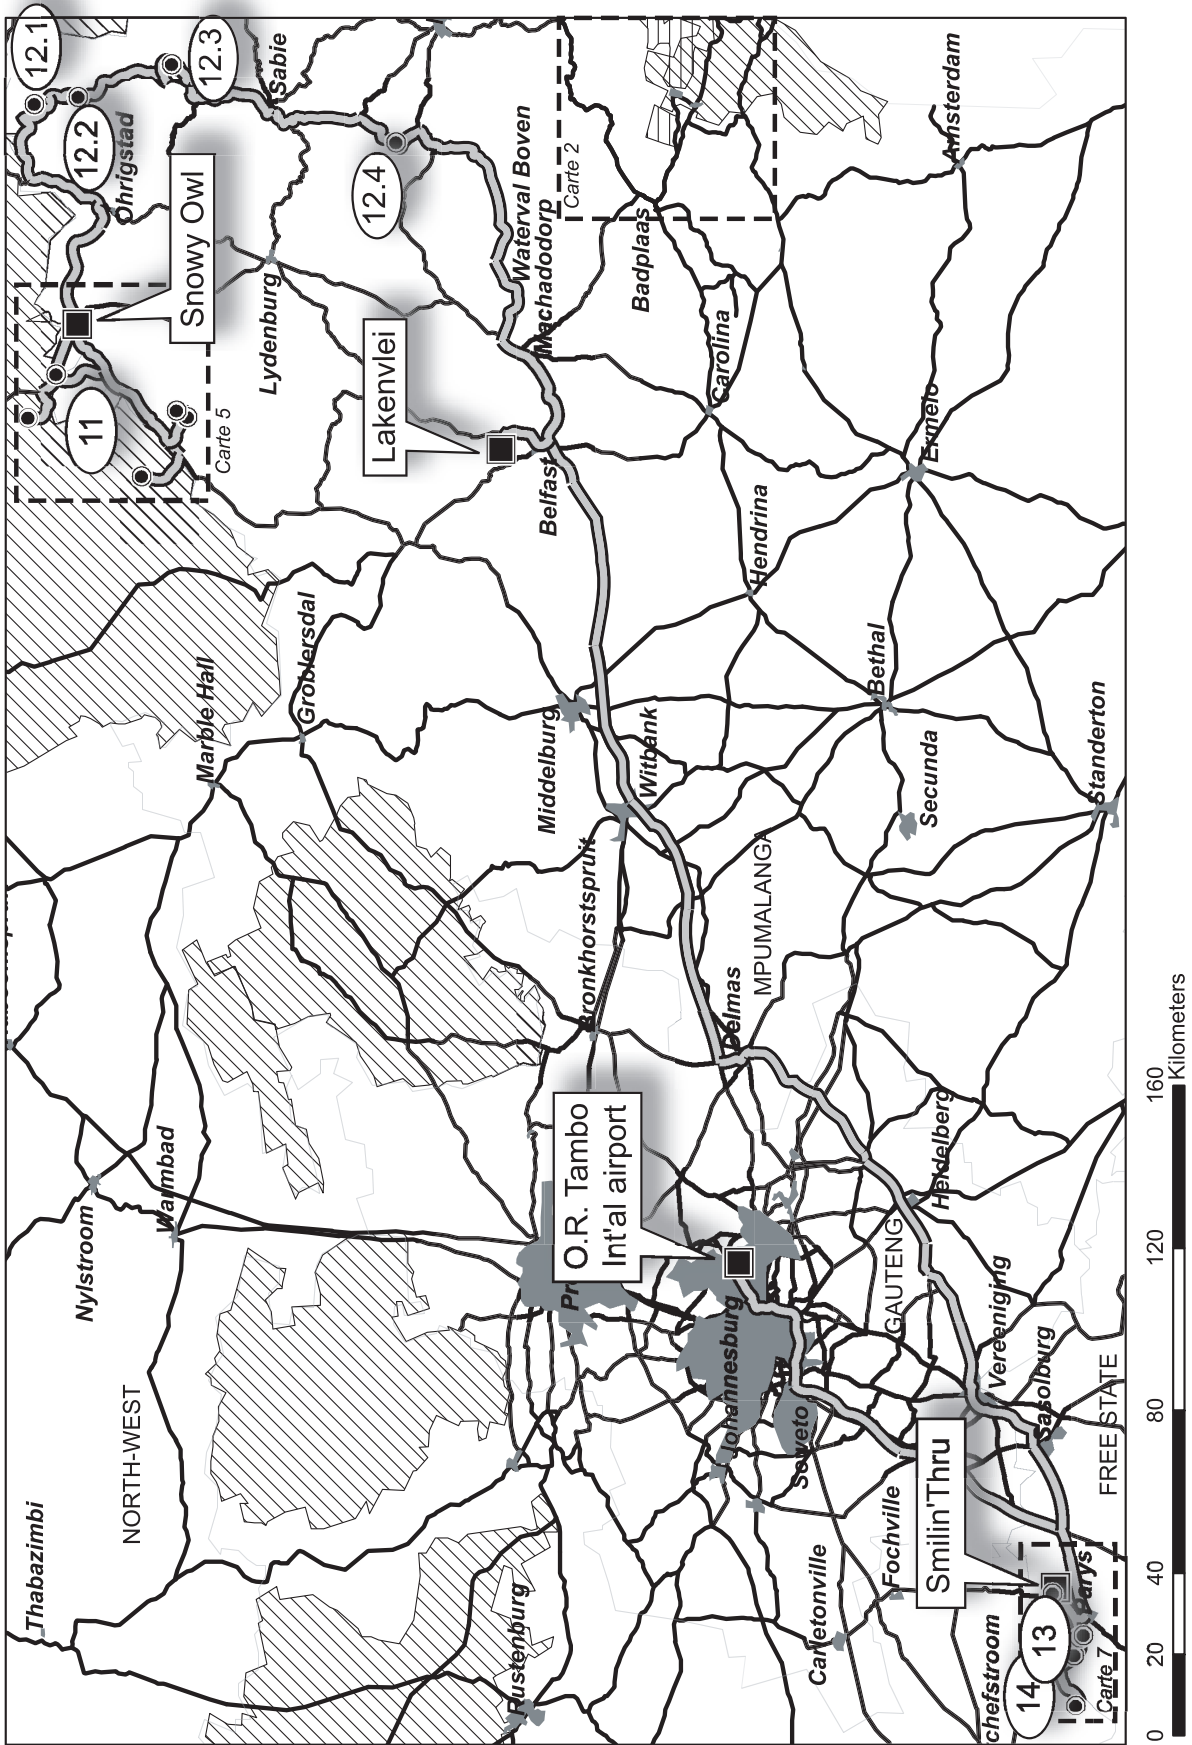 Thabazimbi
Nylstroom
Warmbad
NORTH-WEST
Marble Hall
Groblersdal
11
Carte 5
Snowy Owl
12.1
12.2
Ohrigstad
12.3
Sabie
Lydenburg
12.4
Lakenvlei
Rustenburg
O.R. Tambo
Int'al airport
Bronkhorstspruit
Middelburg
Witbank
Belfast
Waterval Boven
Machadodorp
Carte 2
Badplaas
Johannesburg
Soweto
Delmas
MPUMALANGA
Hendrina
Carolina
Carletonville
Fochville
GAUTENG
Heidelberg
Secunda
Bethal
Ermelo
Amsterdam
Smilin'Thru
Vereeniging
Sasolburg
chefstroom
14
13
Parys
Carte 7
FREE STATE
Standerton
0 20 40 80 120 160
Kilometers